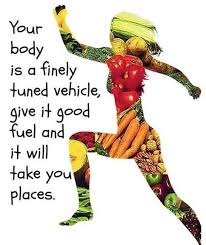 Your
body
is a finely
tuned vehicle,
give it good
fuel and
it will
take you
places.